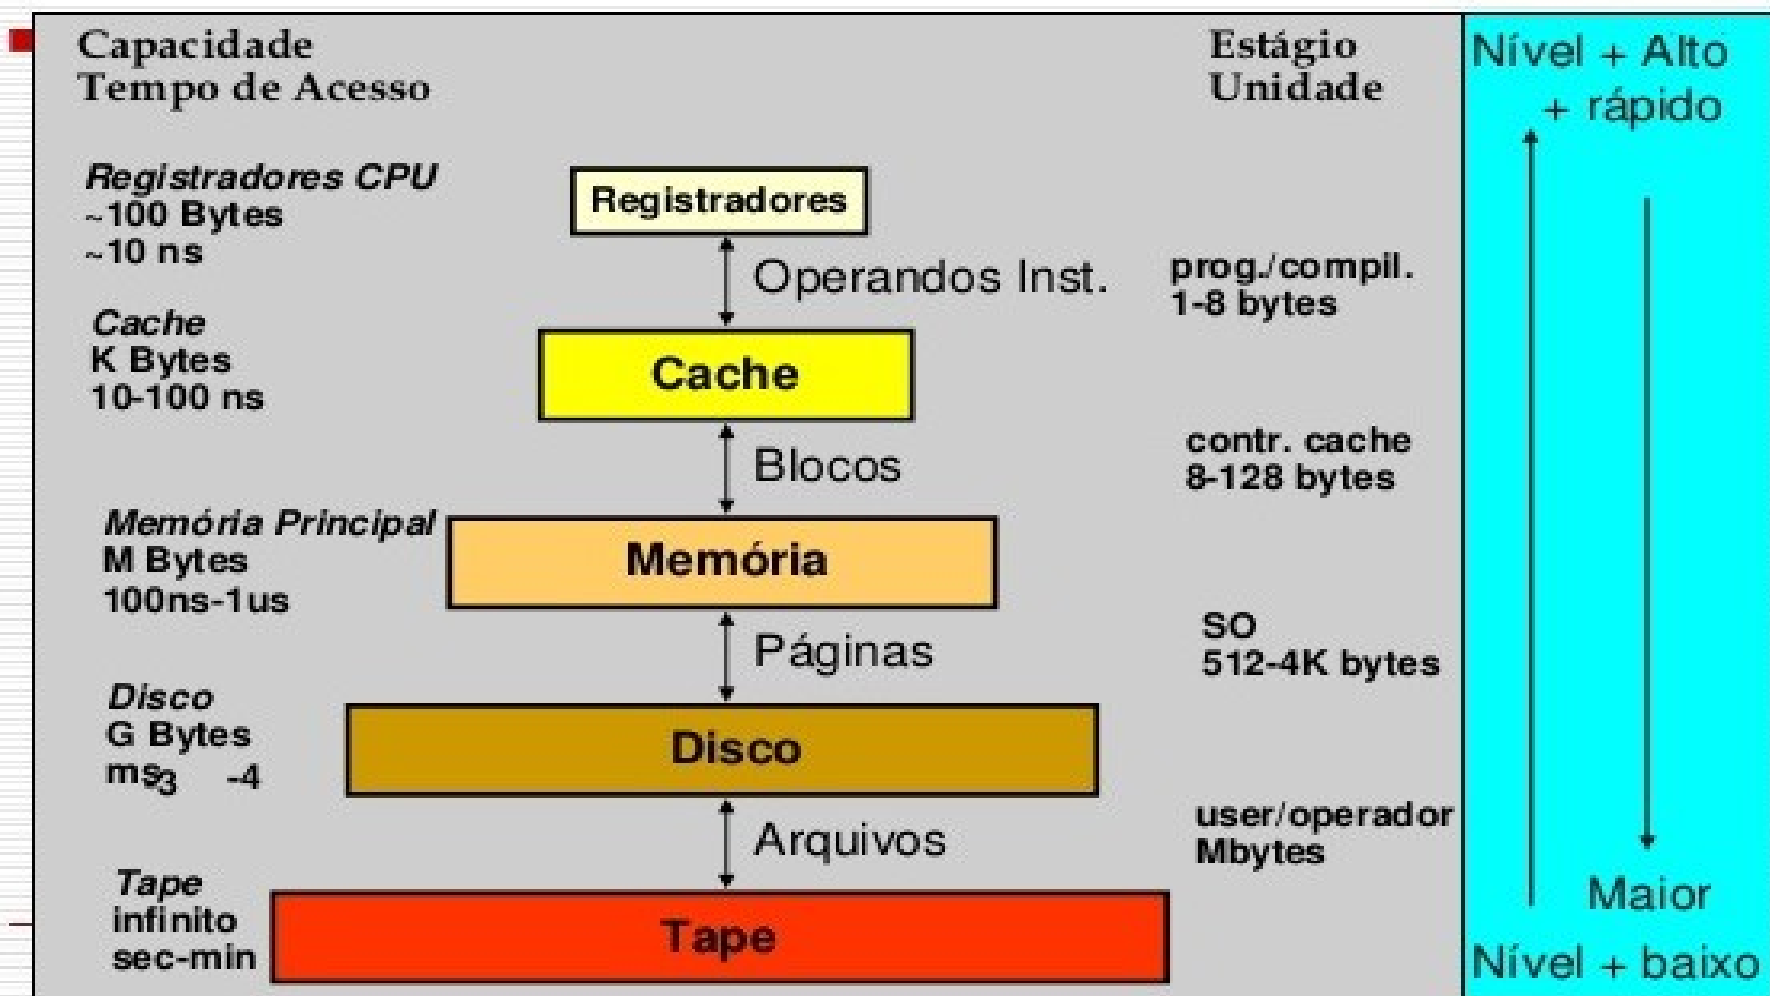 Capacidade
Tempo de Acesso
Estágio
Unidade
Nível + Alto
+ rápido
Registradores CPU
~100 Bytes
~10 ns
Registradores
Operandos Inst.
prog./compil.
1-8 bytes
Cache
K Bytes
10-100 ns
Cache
Blocos
contr. cache
8-128 bytes
Memória Principal
M Bytes
100ns-1us
Memória
Páginas
SO
512-4K bytes
Disco
G Bytes
ms3 -4
Disco
Arquivos
user/operador
Mbytes
Tape
infinito
sec-min
Tape
Maior
Nível + baixo